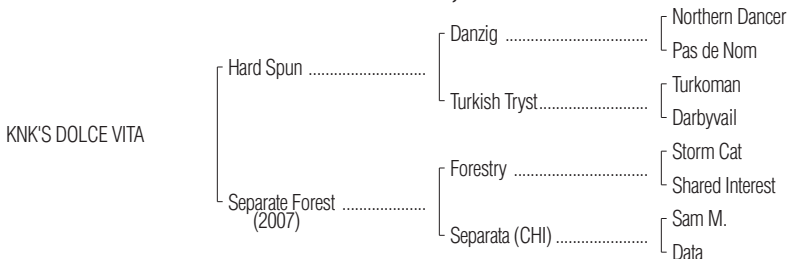 Northern Dancer
Danzig ..............................
Pas de Nom
Hard Spun ........................
Turkoman
Turkish Tryst.......................
Darbyvail
KNK'S DOLCE VITA
Storm Cat
Forestry ............................
Shared Interest
Separate Forest .................
(2007)
Sam M.
Separata (CHI) ...................
Data